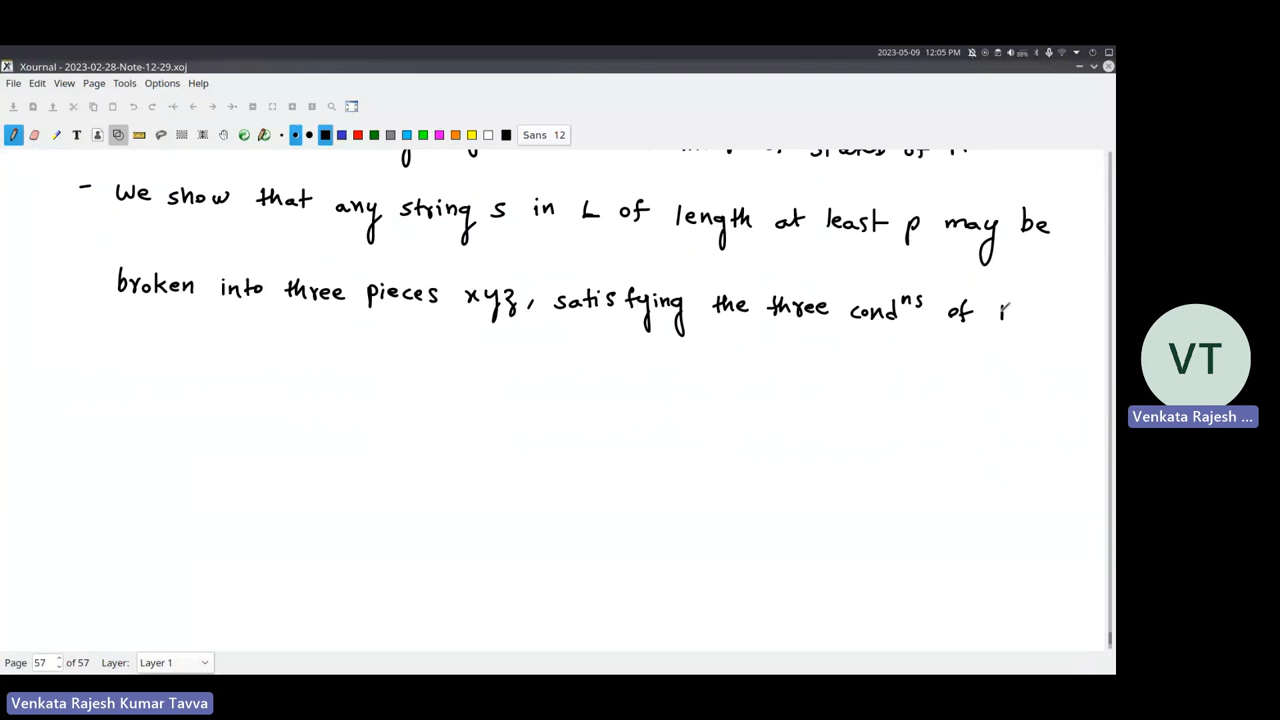 2023-05-09 12:05 PM
Xournal - 2023-02-28-Note-12-29.xoj
File Edit View Page Tools Options Help
Sans 12
states of
- We show that any string s in L of length at least p may be
broken into three pieces xyz, satisfying the three condns of
VT
Venkata Rajesh ...
Page 57 of 57 Layer: Layer 1
Venkata Rajesh Kumar Tavva